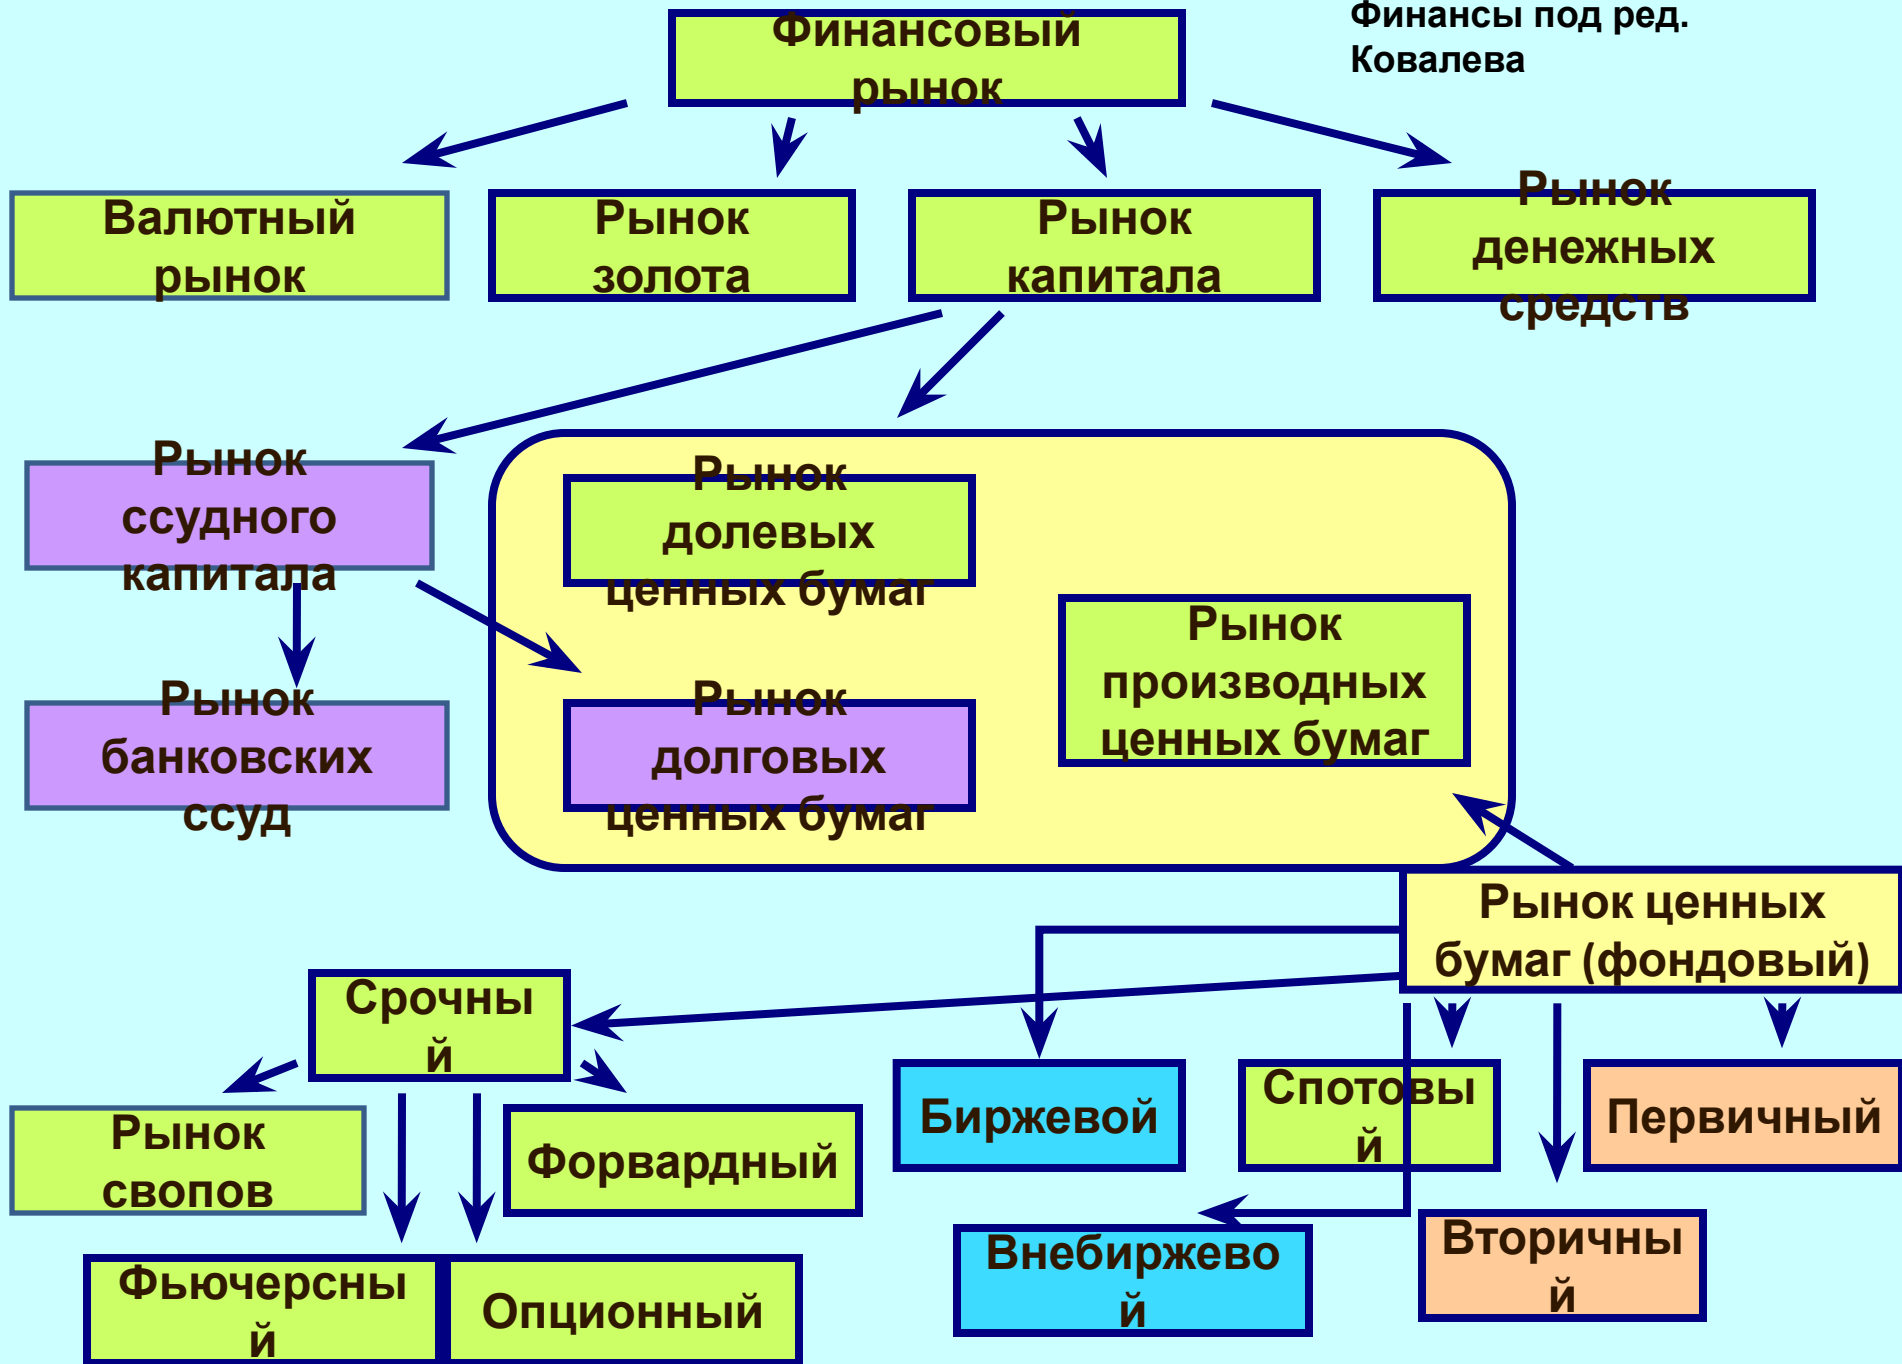 Финансовый
рынок
Финансы под ред.
Ковалева
Валютный
рынок
Рынок
золота
Рынок
капитала
Рынок
денежных
средств
Рынок
ссудного
капитала
Рынок
долевых
ценных бумаг
Рынок
производных
ценных бумаг
Рынок
банковских
ссуд
Рынок
долговых
ценных бумаг
Рынок ценных
бумаг (фондовый)
Срочны
й
Биржевой
Спотовы
й
Первичный
Рынок
свопов
Форвардный
Внебиржево
й
Вторичны
й
Фьючерсны
й
Опционный